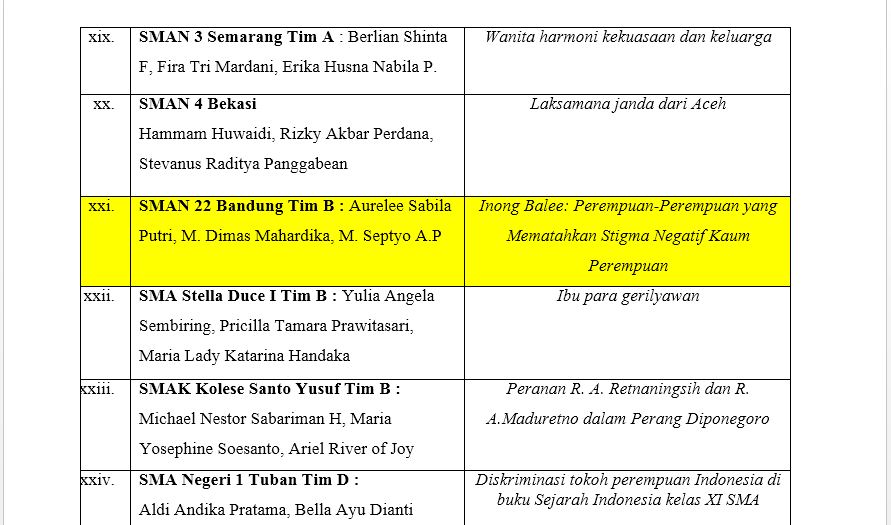 xix. SMAN 3 Semarang Tim A : Berlian Shinta Wanita harmoni kekuasaan dan keluarga
F, Fira Tri Mardani, Erika Husna Nabila P.
xx. SMAN 4 Bekasi Laksamana janda dari Aceh
Hammam Huwaidi, Rizky Akbar Perdana,
Stevanus Raditya Panggabean
xxi. SMAN 22 Bandung Tim B : Aurelee Sabila Inong Balee: Perempuan-Perempuan yang
Putri, M. Dimas Mahardika, M. Septyo A.P Mematahkan Stigma Negatif Kaum
Perempuan
xxii. SMA Stella Duce I Tim B : Yulia Angela Ibu para gerilyawan
Sembiring, Pricilla Tamara Prawitasari,
Maria Lady Katarina Handaka
xxiii. SMAK Kolese Santo Yusuf Tim B : Peranan R. A. Retnaningsih dan R.
Michael Nestor Sabariman H, Maria A.Maduretno dalam Perang Diponegoro
Yosephine Soesanto, Ariel River of Joy
xxiv. SMA Negeri 1 Tuban Tim D : Diskriminasi tokoh perempuan Indonesia di
Aldi Andika Pratama, Bella Ayu Dianti buku Sejarah Indonesia kelas XI SMA